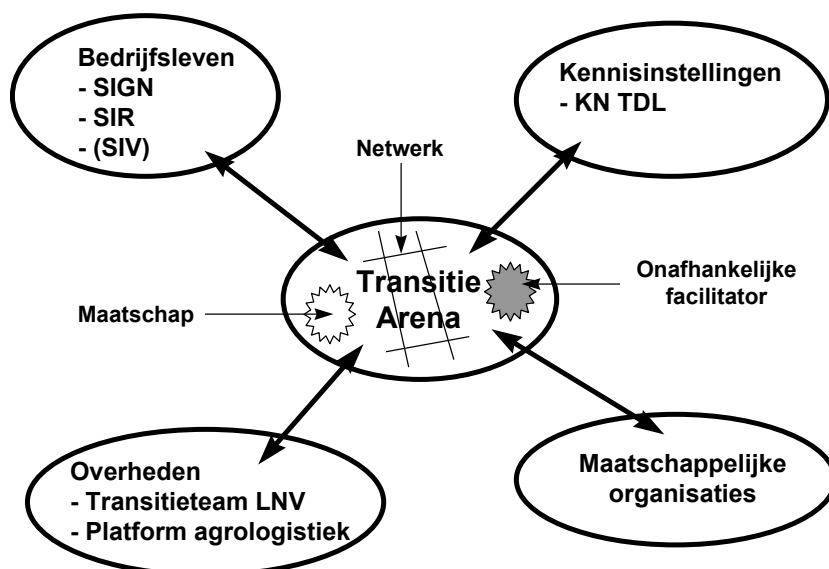 Bedrijfsleven
- SIGN
- SIR
- (SIV)
Kennisinstellingen
- KN TDL
Netwerk
Transitie
Arena
Onafhankelijke
facilitator
Maatschap
Overheden
- Transitieteam LNV
- Platform agrologistiek
Maatschappelijke
organisaties